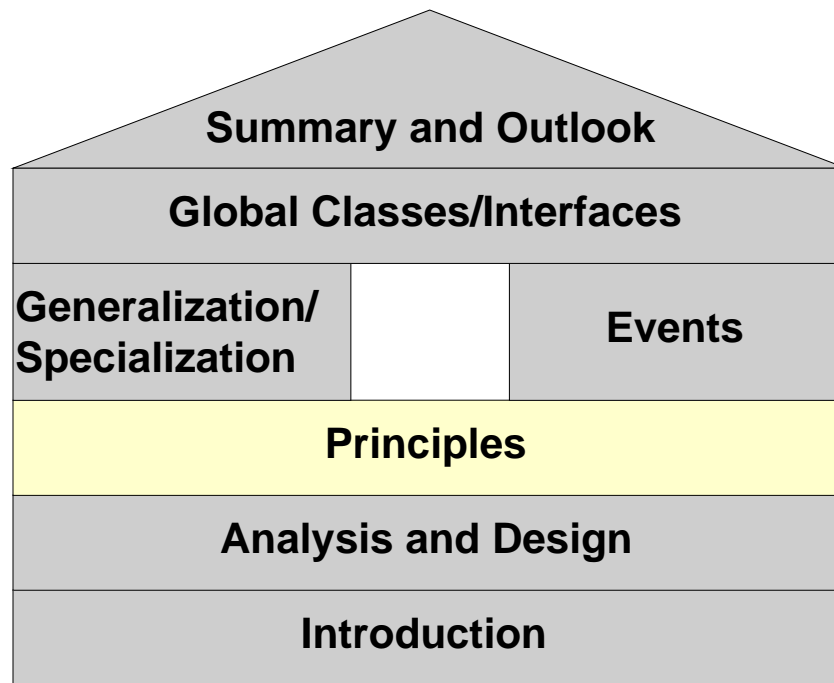 Summary and Outlook
Global Classes/Interfaces
Generalization/
Specialization
Events
Principles
Analysis and Design
Introduction